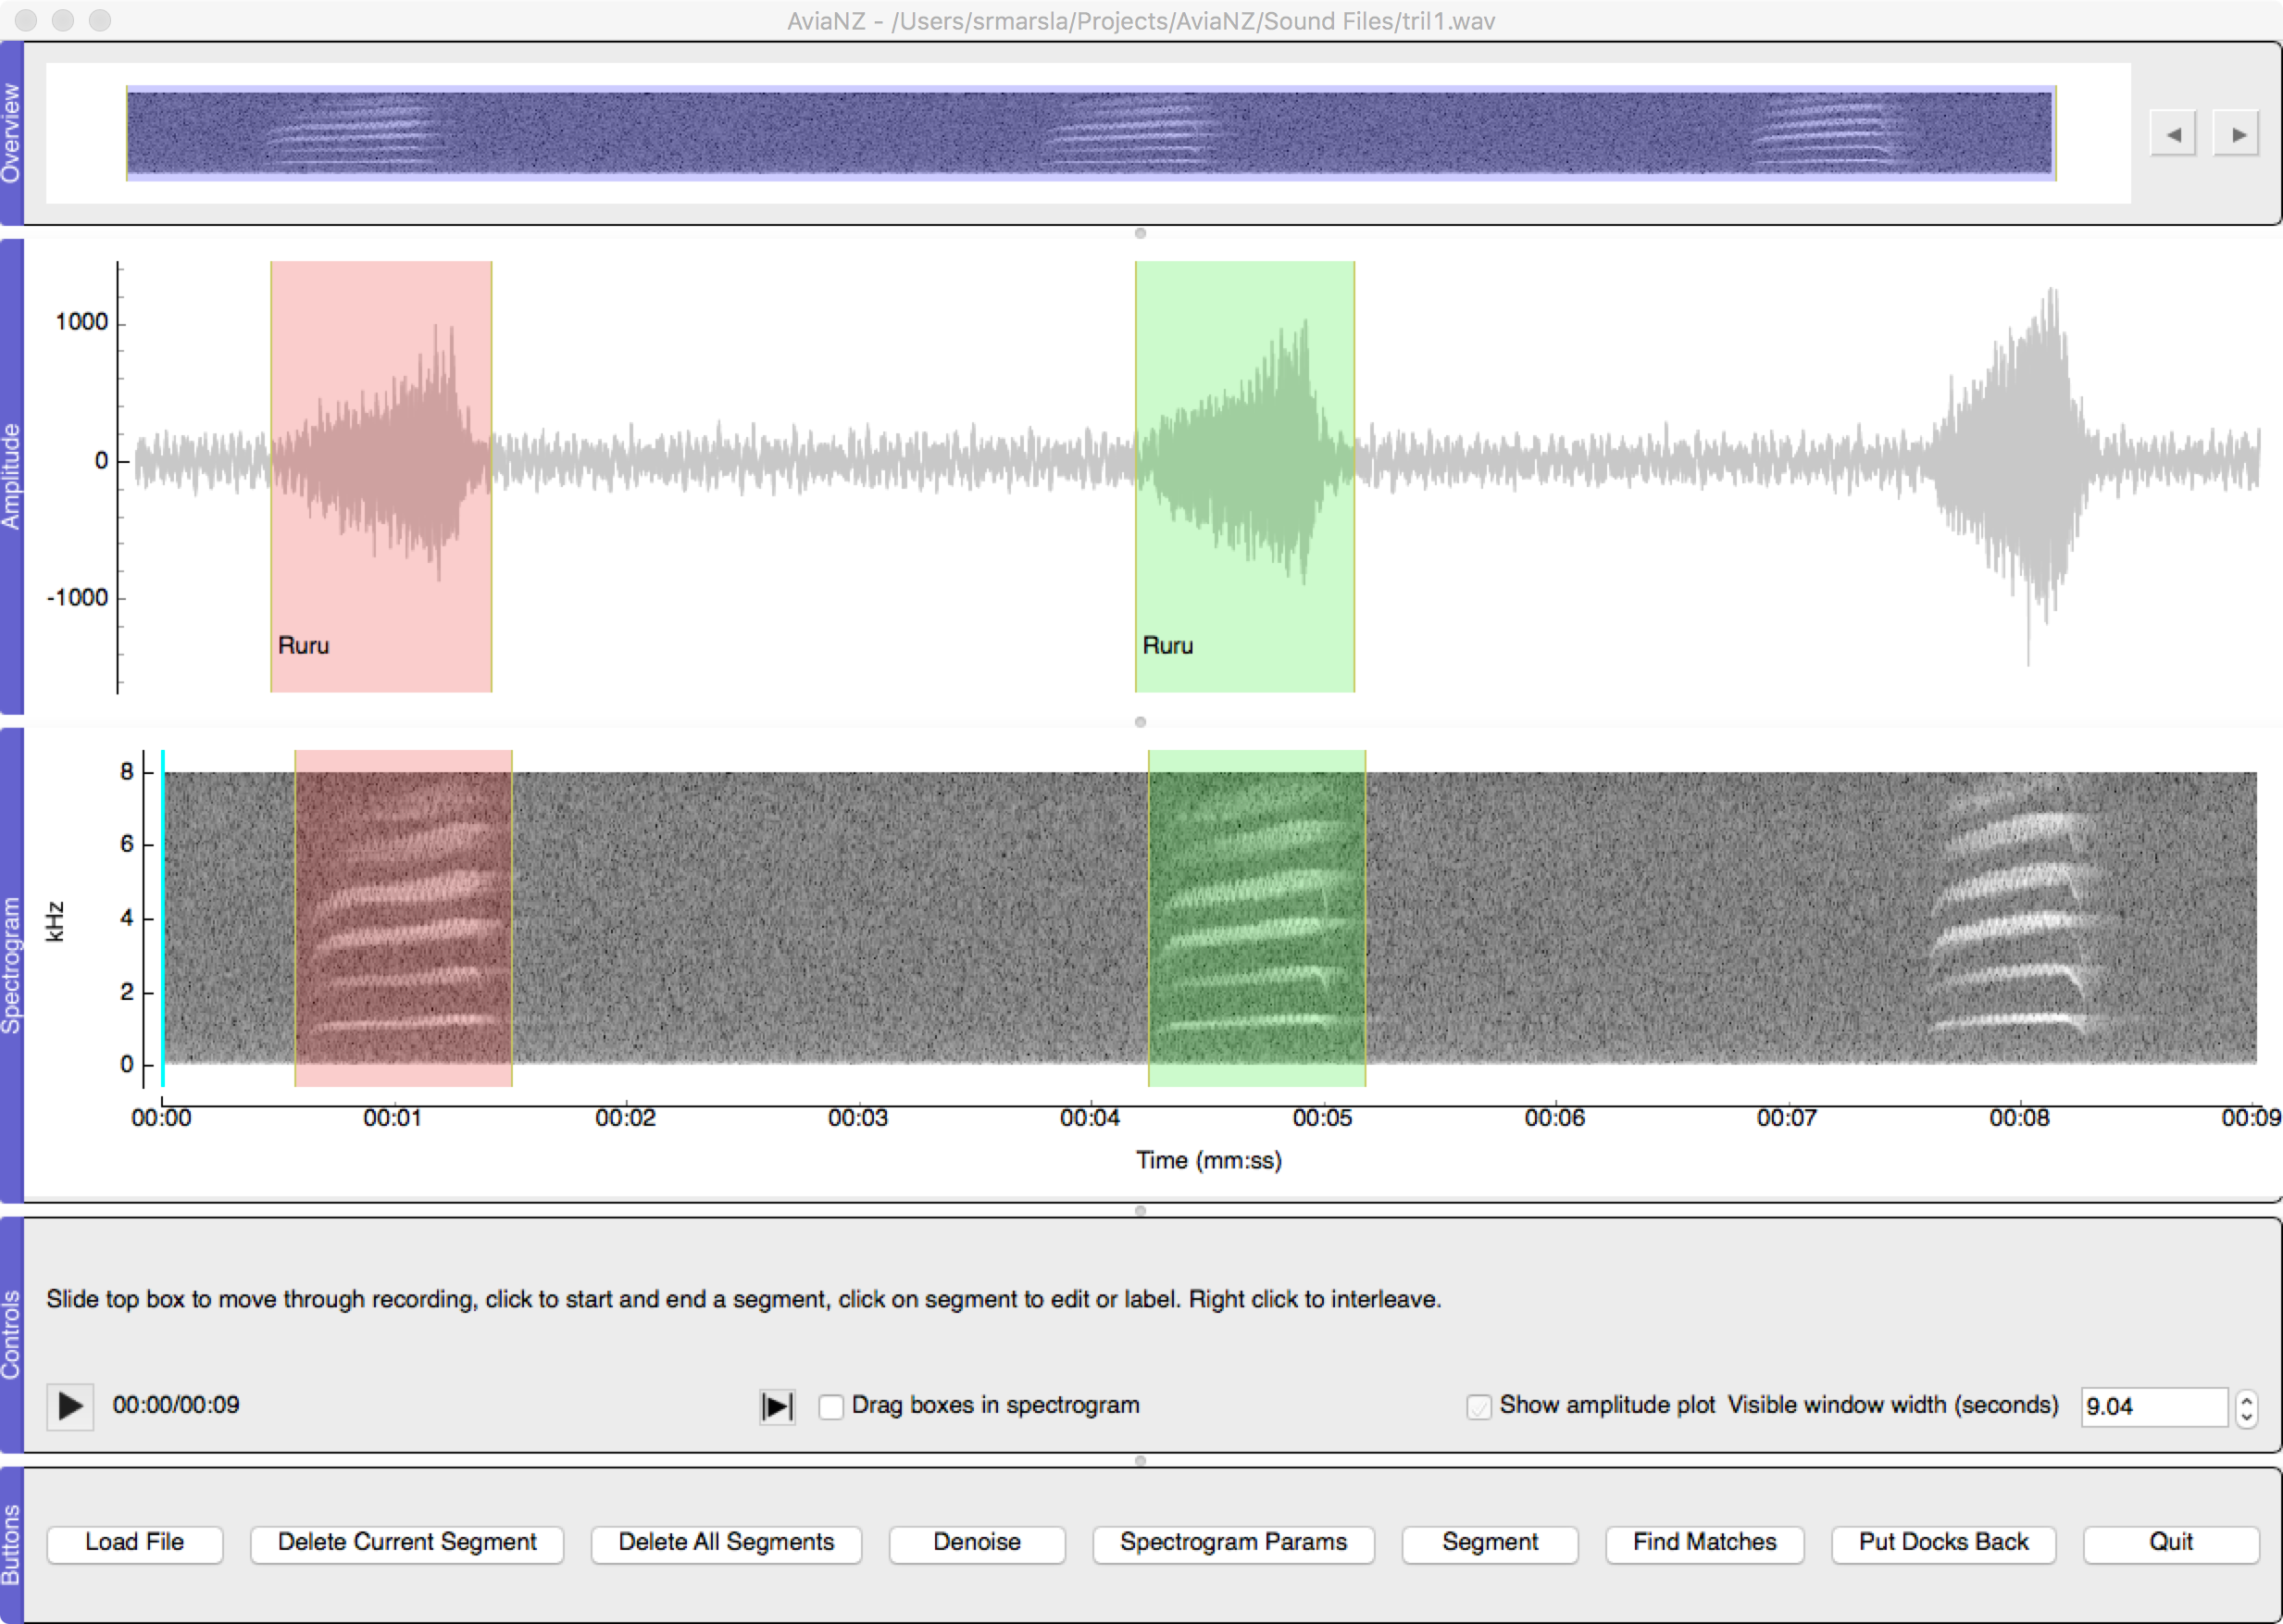 AviaNZ - /Users/srmarsla/Projects/AviaNZ/Sound Files/tril1.wav
Overview
Amplitude
1000
0
-1000
Ruru
Ruru
Spectrogram
kHz
8
6
4
2
0
00:00 00:01 00:02 00:03 00:04 00:05 00:06 00:07 00:08 00:09
Time (mm:ss)
Controls
Slide top box to move through recording, click to start and end a segment, click on segment to edit or label. Right click to interleave.
00:00/00:09 Drag boxes in spectrogram Show amplitude plot Visible window width (seconds) 9.04
Buttons
Load File Delete Current Segment Delete All Segments Denoise Spectrogram Params Segment Find Matches Put Docks Back Quit